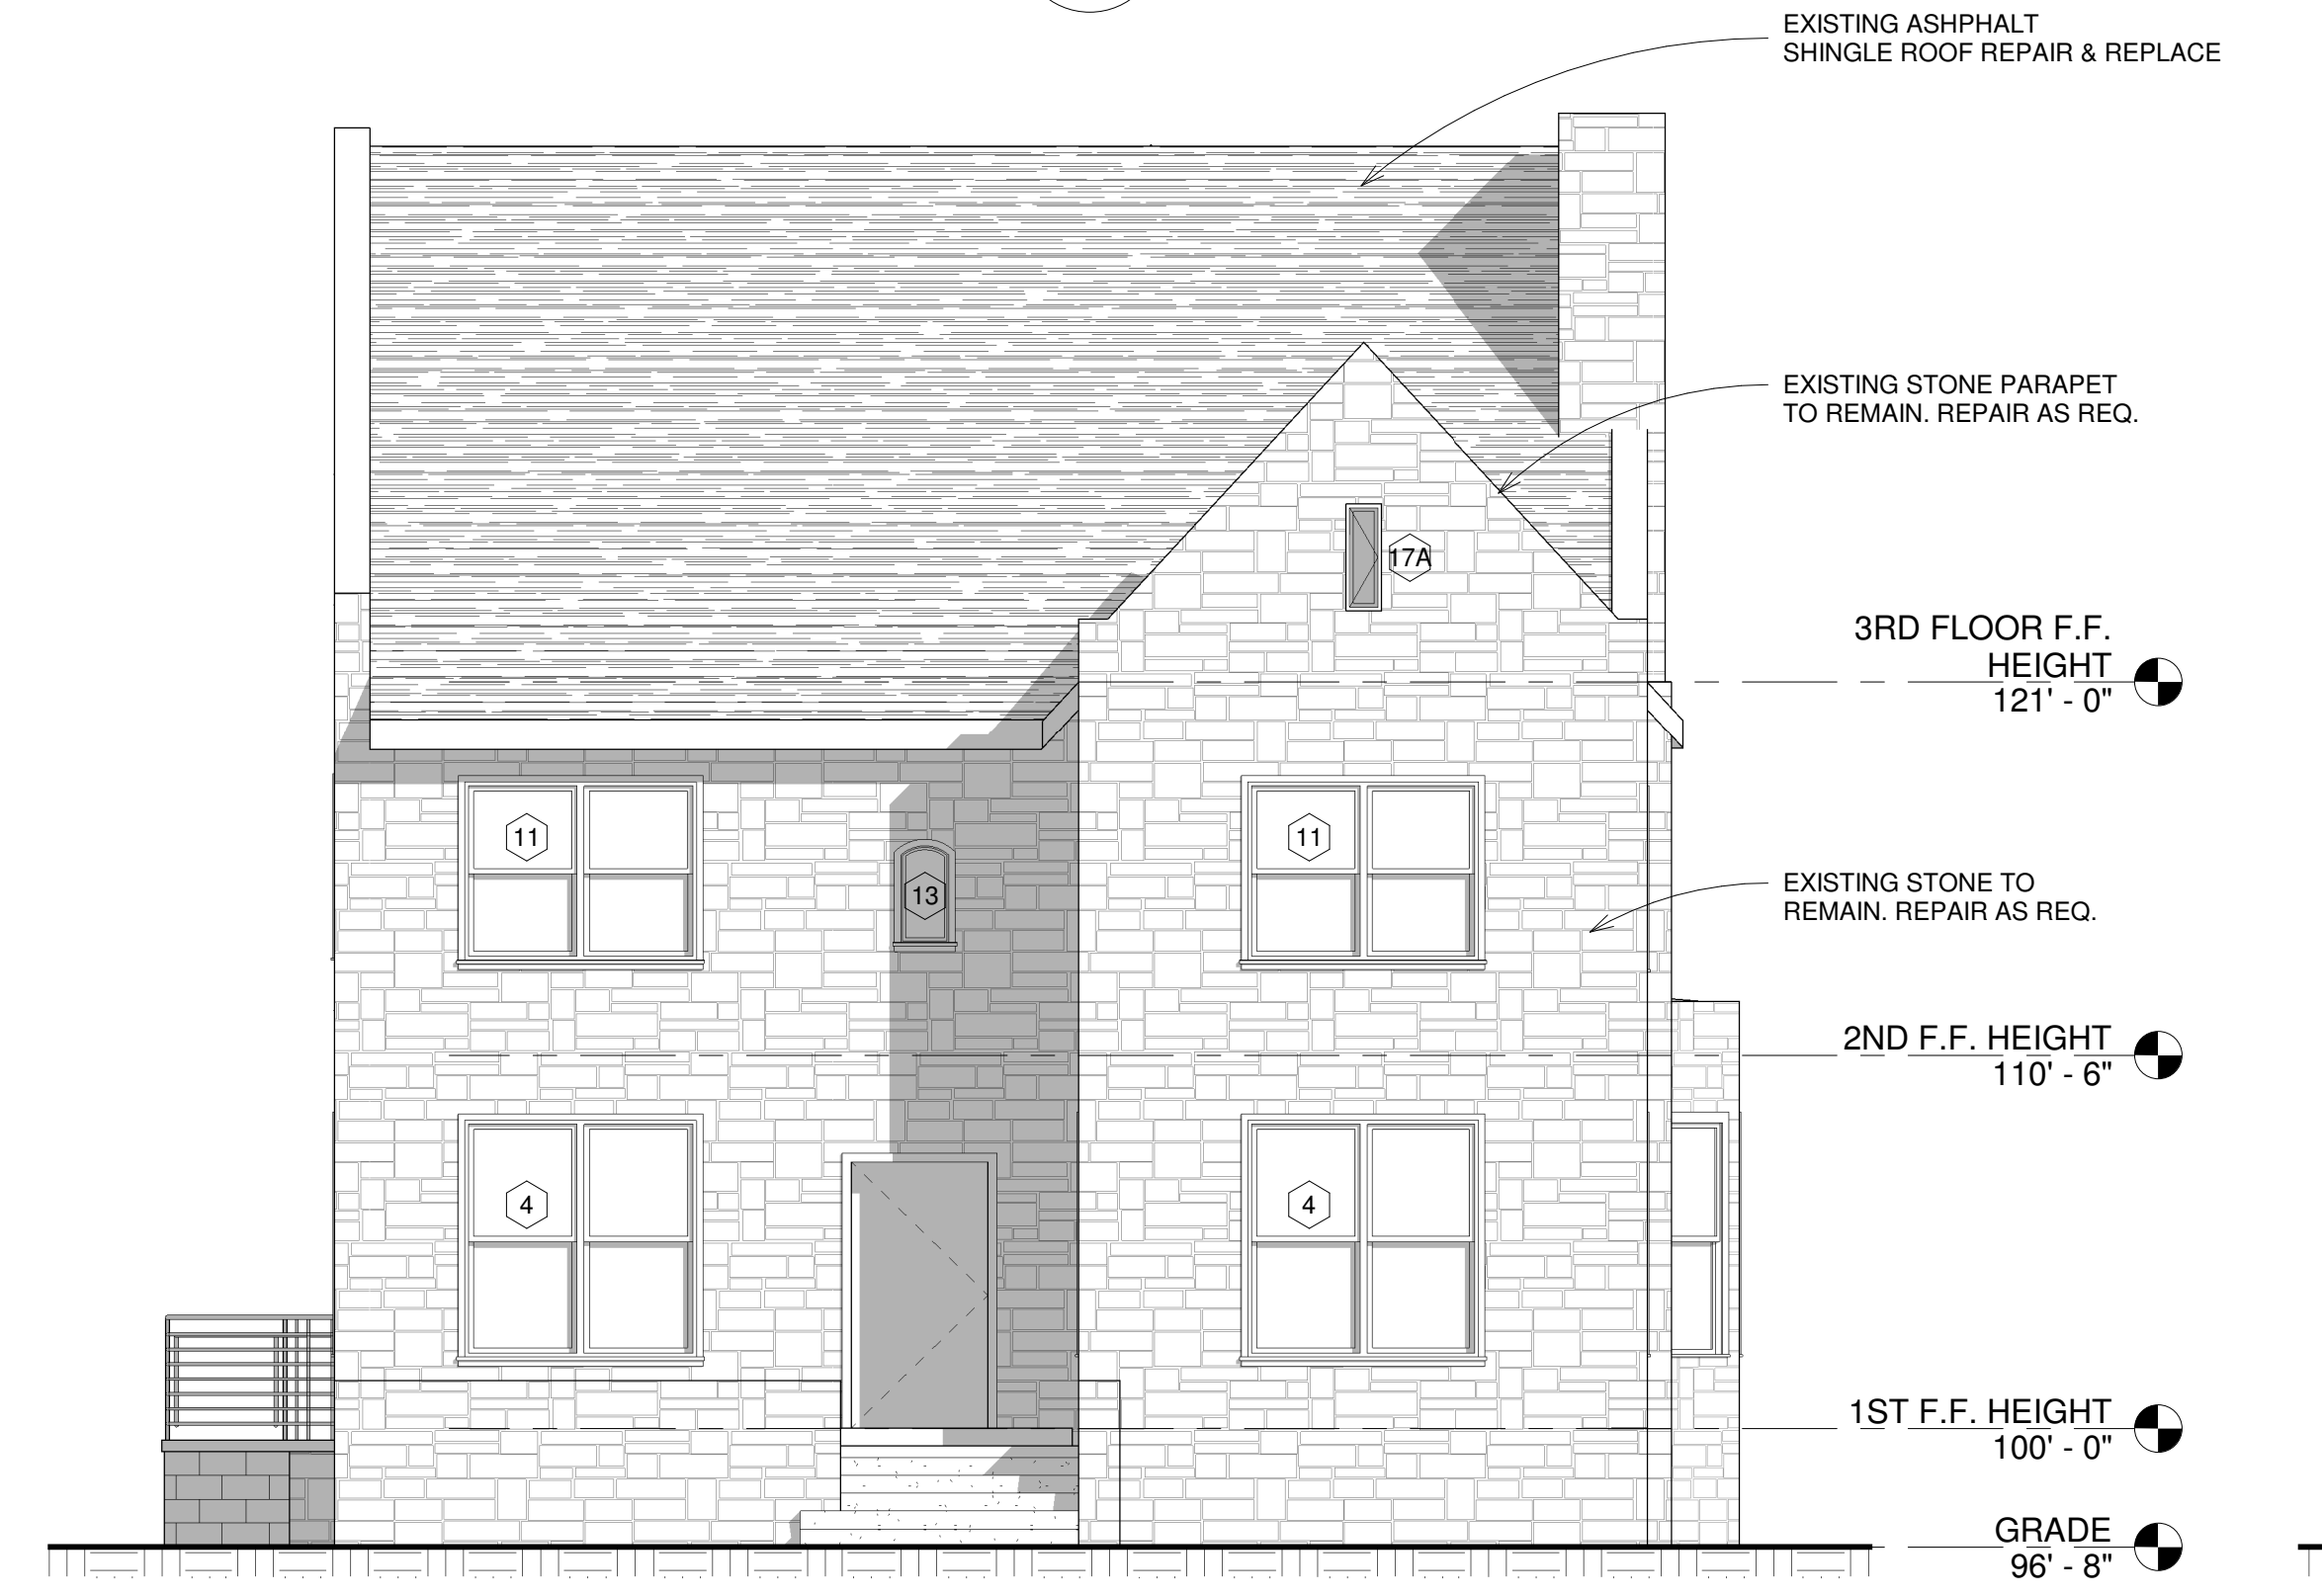 EXISTING ASHPHALT
SHINGLE ROOF REPAIR & REPLACE
EXISTING STONE PARAPET
TO REMAIN. REPAIR AS REQ.
17A
3RD FLOOR F.F.
HEIGHT
121' - 0"
11
11
13
EXISTING STONE TO
REMAIN. REPAIR AS REQ.
2ND F.F. HEIGHT
110' - 6"
4
4
1ST F.F. HEIGHT
100' - 0"
GRADE
96' - 8"